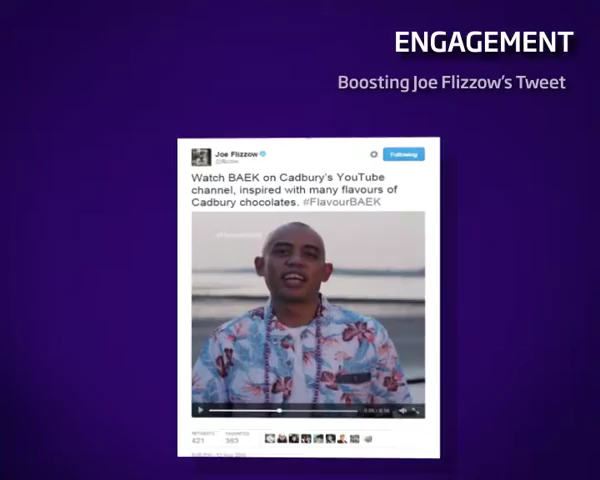 ENGAGEMENT
Boosting Joe Flizzow's Tweet
Joe Flizzow
Following
Watch BAEK on Cadbury's YouTube
channel, inspired with many flavours of
Cadbury chocolates. #FlavourBAEK
RETWEETS
421
363